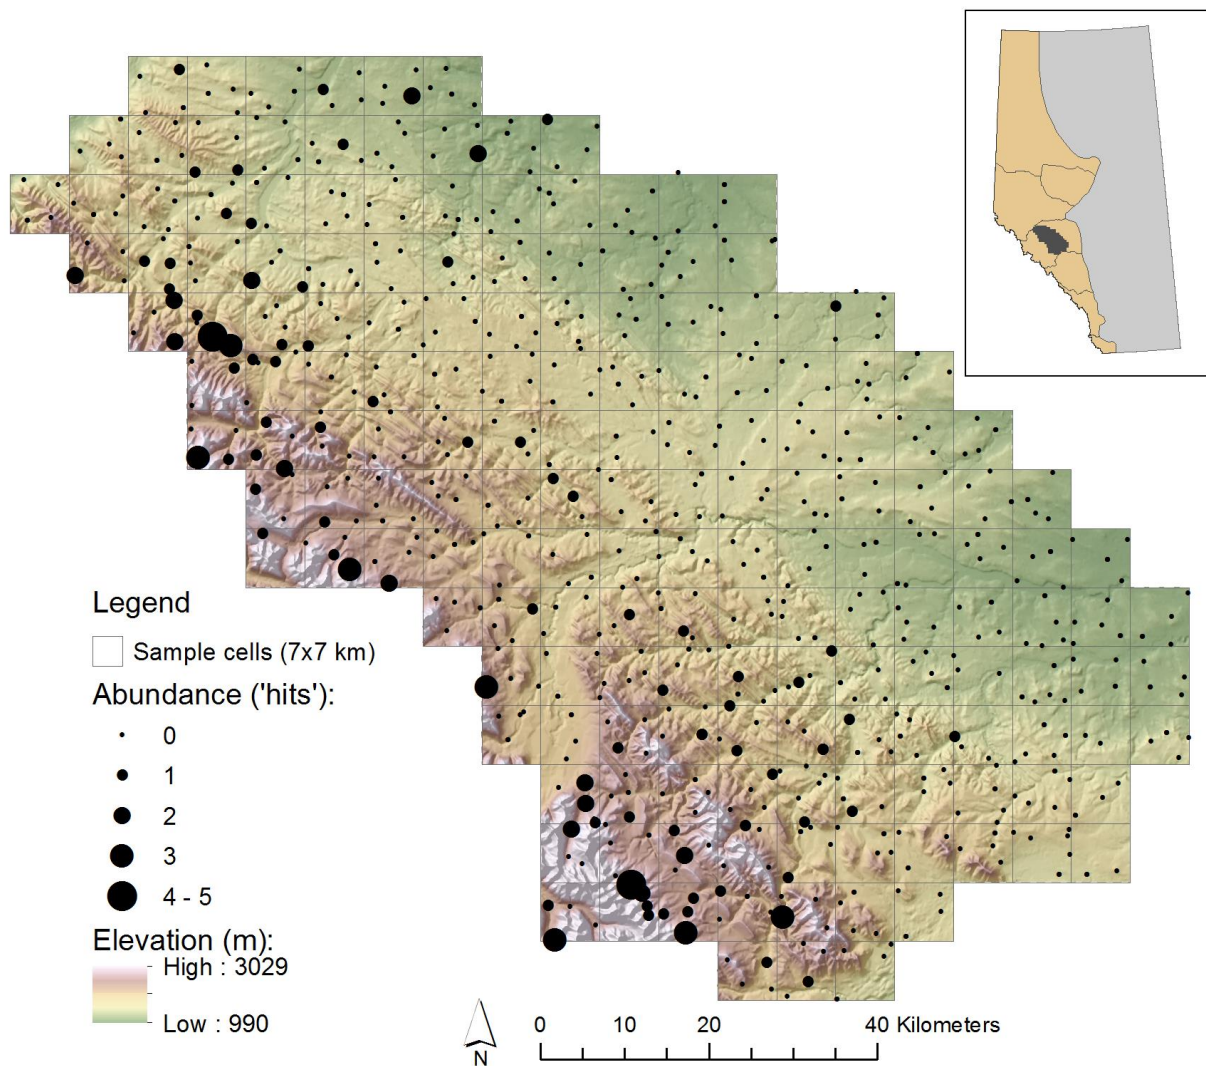 Legend
Sample cells (7x7 km)
Abundance ('hits'):
0
1
2
3
4 - 5
Elevation (m):
High : 3029
Low : 990
N
0 10 20 40 Kilometers